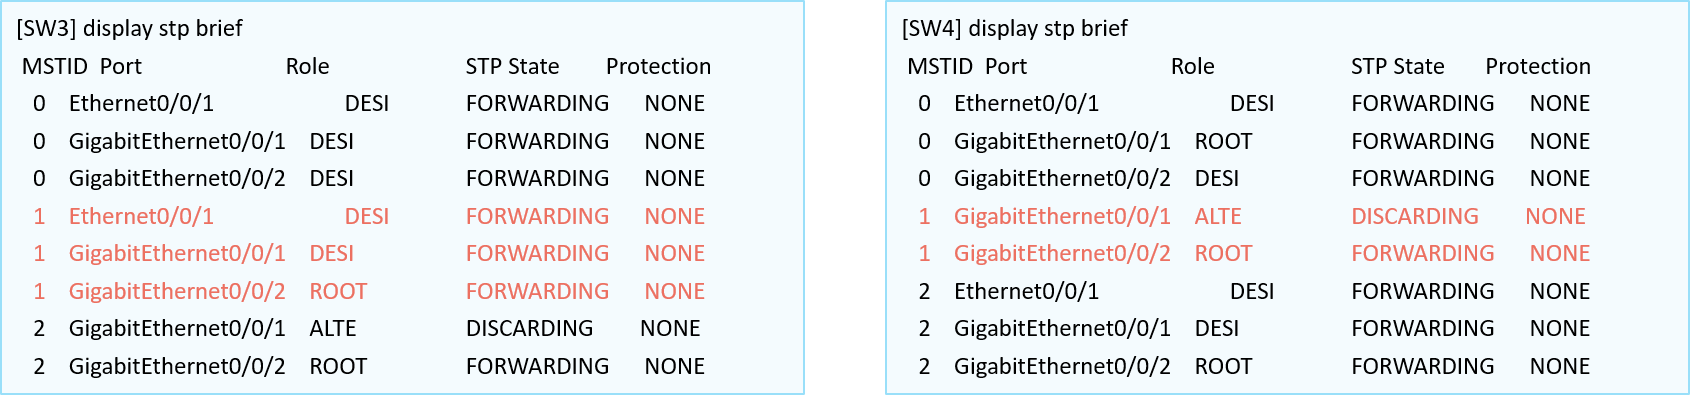 [SW3] display stp brief
MSTID Port Role STP State Protection
0 Ethernet0/0/1 DESI FORWARDING NONE
0 GigabitEthernet0/0/1 DESI FORWARDING NONE
0 GigabitEthernet0/0/2 DESI FORWARDING NONE
1 Ethernet0/0/1 DESI FORWARDING NONE
1 GigabitEthernet0/0/1 DESI FORWARDING NONE
1 GigabitEthernet0/0/2 ROOT FORWARDING NONE
2 GigabitEthernet0/0/1 ALTE DISCARDING NONE
2 GigabitEthernet0/0/2 ROOT FORWARDING NONE
[SW4] display stp brief
MSTID Port Role STP State Protection
0 Ethernet0/0/1 DESI FORWARDING NONE
0 GigabitEthernet0/0/1 ROOT FORWARDING NONE
0 GigabitEthernet0/0/2 DESI FORWARDING NONE
1 GigabitEthernet0/0/1 ALTE DISCARDING NONE
1 GigabitEthernet0/0/2 ROOT FORWARDING NONE
2 Ethernet0/0/1 DESI FORWARDING NONE
2 GigabitEthernet0/0/1 DESI FORWARDING NONE
2 GigabitEthernet0/0/2 ROOT FORWARDING NONE